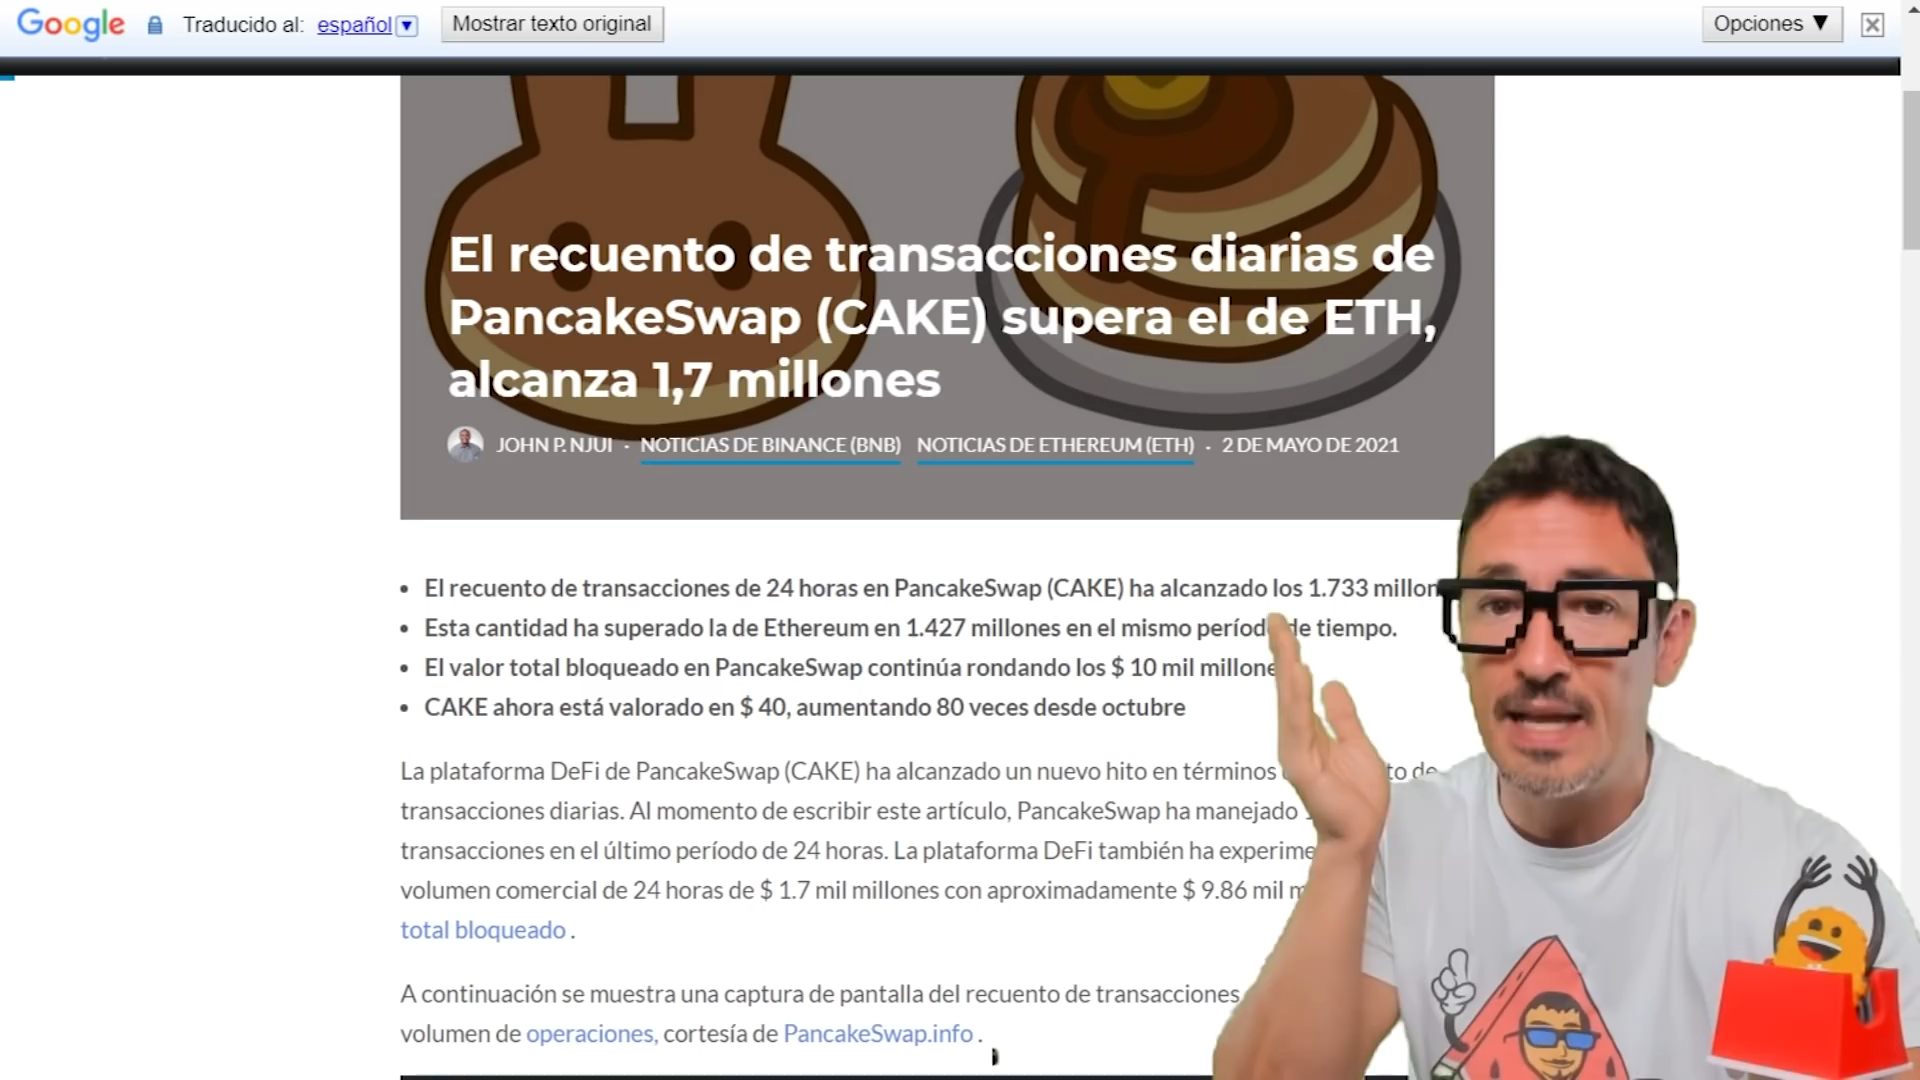 Google Traducido al: español Mostrar texto original Opciones ▼
El recuento de transacciones diarias de
PancakeSwap (CAKE) supera el de ETH,
alcanza 1,7 millones
JOHN P. NJUI · NOTICIAS DE BINANCE (BNB) NOTICIAS DE ETHEREUM (ETH) · 2 DE MAYO DE 2021
• El recuento de transacciones de 24 horas en PancakeSwap (CAKE) ha alcanzado los 1.733 millon
• Esta cantidad ha superado la de Ethereum en 1.427 millones en el mismo período de tiempo.
• El valor total bloqueado en PancakeSwap continúa rondando los $ 10 mil millone
• CAKE ahora está valorado en $ 40, aumentando 80 veces desde octubre
La plataforma DeFi de PancakeSwap (CAKE) ha alcanzado un nuevo hito en términos to de
transacciones diarias. Al momento de escribir este artículo, PancakeSwap ha manejado
transacciones en el último período de 24 horas. La plataforma DeFi también ha experime
volumen comercial de 24 horas de $ 1.7 mil millones con aproximadamente $ 9.86 mil m
total bloqueado .
A continuación se muestra una captura de pantalla del recuento de transacciones
volumen de operaciones, cortesía de PancakeSwap.info .